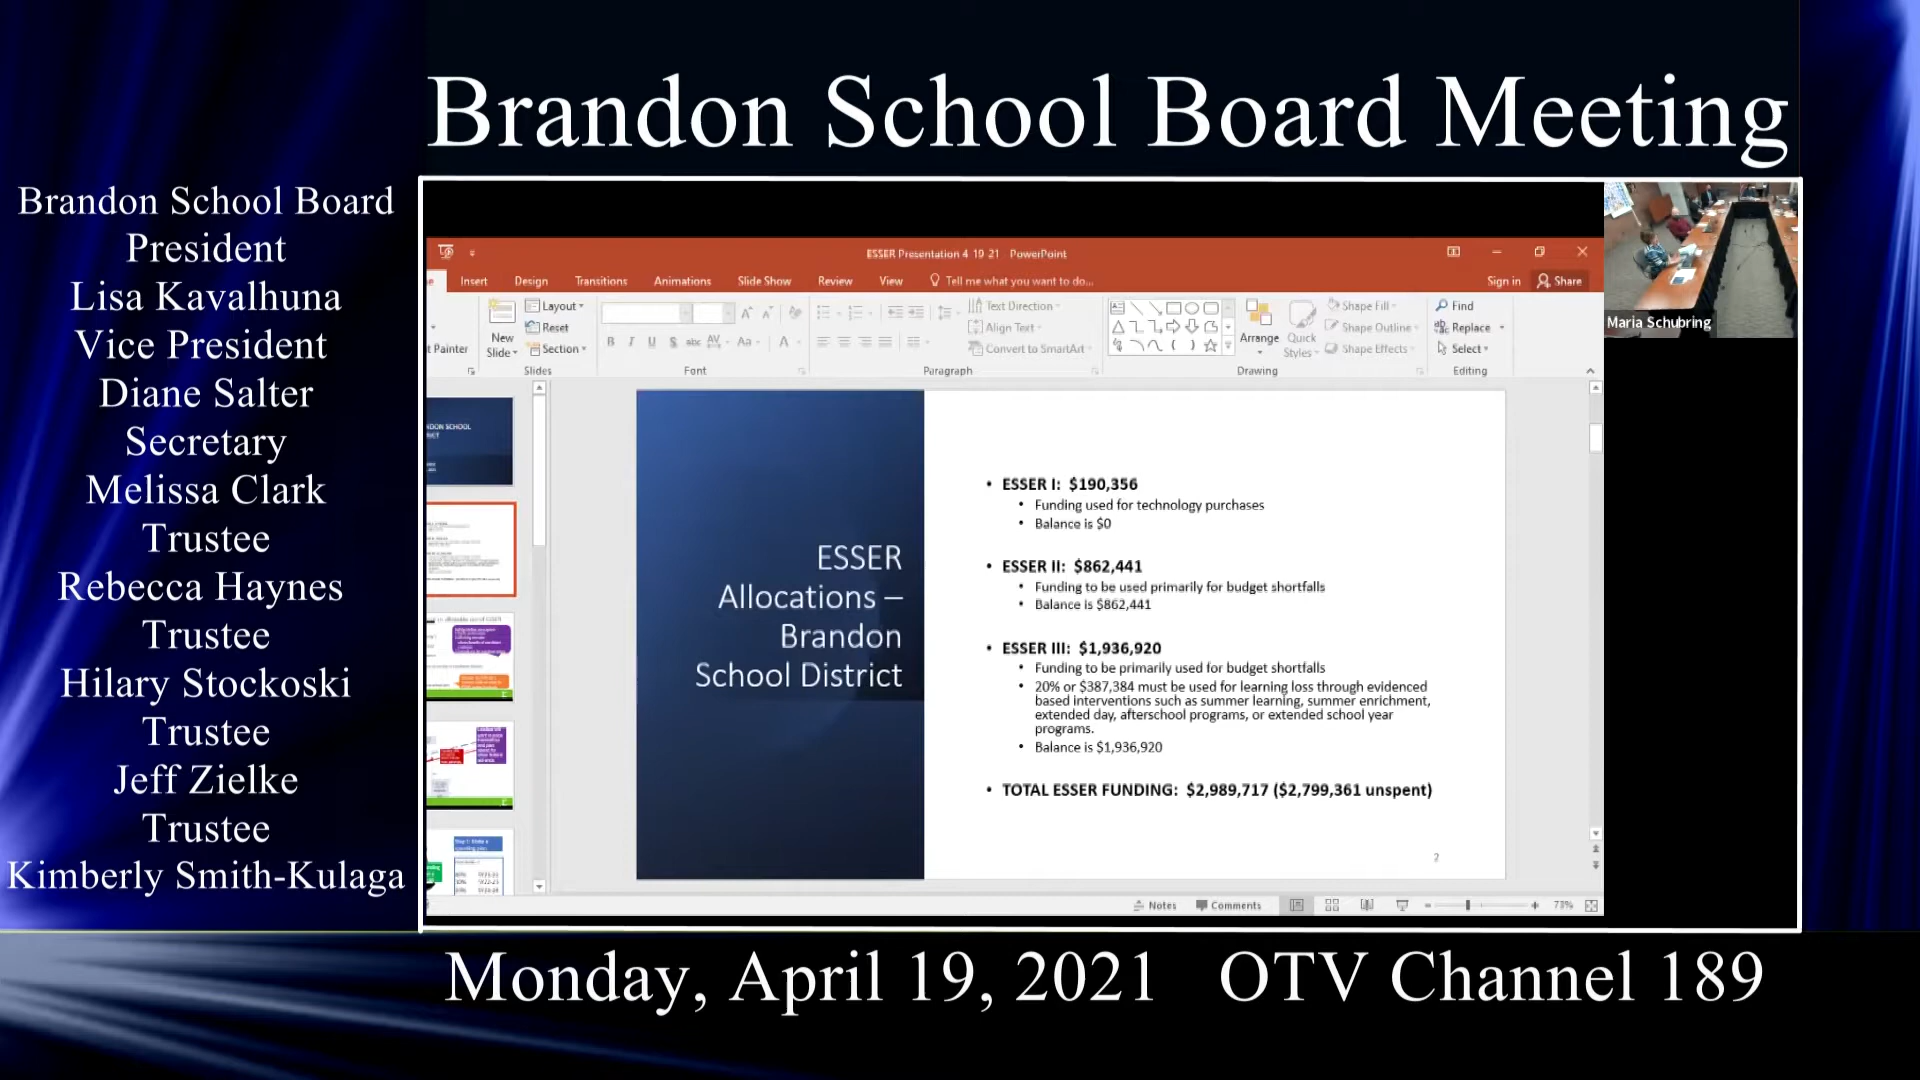 Brandon School Board Meeting
Brandon School Board
President
Lisa Kavalhuna
Vice President
Diane Salter
Secretary
Melissa Clark
Trustee
Rebecca Haynes
Trustee
Hilary Stockoski
Trustee
Jeff Zielke
Trustee
Kimberly Smith-Kulaga
ESSER Presentation 4 19 21 - PowerPoint
Insert Design Transitions Animations Slide Show Review View Tell me what you want to do... Sign in Share
t Painter
New
Slide
Layout
Reset
Section
Slides
B I U S abc AV Aa A
Font
Text Direction
Align Text
Convert to SmartArt
Paragraph
Arrange
Quick
Styles
Shape Fill
Shape Outline
Shape Effects
Drawing
Find
Replace
Select
Editing
Maria Schubring
ESSER
Allocations –
Brandon
School District
• ESSER I: $190,356
• Funding used for technology purchases
• Balance is $0
• ESSER II: $862,441
• Funding to be used primarily for budget shortfalls
• Balance is $862,441
• ESSER III: $1,936,920
• Funding to be primarily used for budget shortfalls
• 20% or $387,384 must be used for learning loss through evidenced
based interventions such as summer learning, summer enrichment,
extended day, afterschool programs, or extended school year
programs.
• Balance is $1,936,920
• TOTAL ESSER FUNDING: $2,989,717 ($2,799,361 unspent)
2
Notes Comments 73%
Monday, April 19, 2021 OTV Channel 189